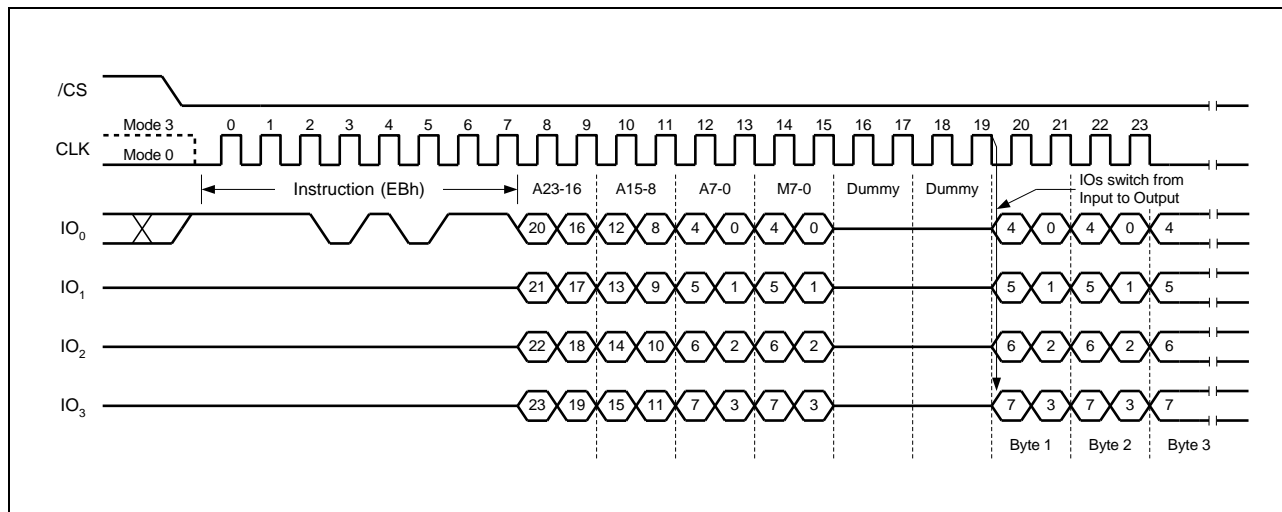 /CS
Mode 3
0 1 2 3 4 5 6 7 8 9 10 11 12 13 14 15 16 17 18 19 20 21 22 23
CLK
Mode 0
Instruction (EBh) A23-16 A15-8 A7-0 M7-0 Dummy Dummy
IOs switch from
Input to Output
IO0 20 16 12 8 4 0 4 0 4 0 4 0 4
IO1 21 17 13 9 5 1 5 1 5 1 5 1 5
IO2 22 18 14 10 6 2 6 2 6 2 6 2 6
IO3 23 19 15 11 7 3 7 3 7 3 7 3 7
Byte 1 Byte 2 Byte 3